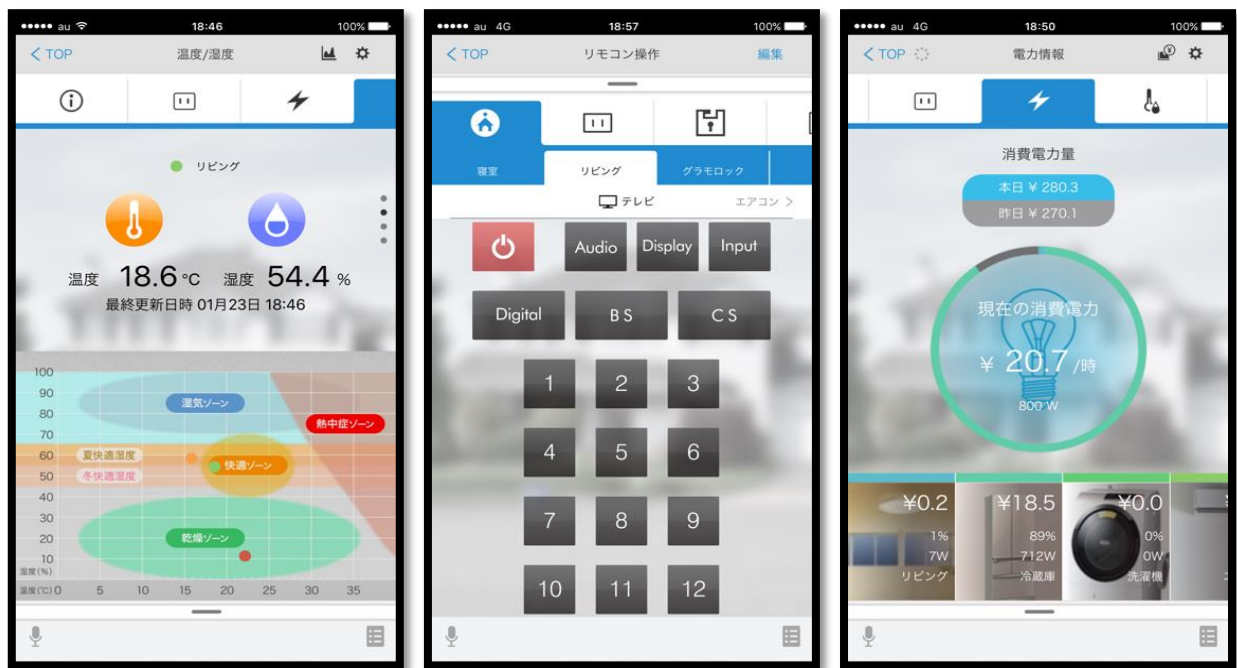 au 18:46 100%
< TOP 温度/湿度
リビング
温度 18.6 °C 湿度 54.4 %
最終更新日時 01月23日 18:46
100
90
80
70
60
50
40
30
20
10
湿気ゾーン
熱中症ゾーン
夏快適湿度
快適ゾーン
冬快適湿度
乾燥ゾーン
湿度(%)
温度(℃) 0 5 10 15 20 25 30 35
au 4G 18:57 100%
< TOP リモコン操作 編集
寝室 リビング グラモロック
テレビ エアコン >
Audio Display Input
Digital BS CS
1 2 3
4 5 6
7 8 9
10 11 12
au 4G 18:50 100%
< TOP 電力情報
消費電力量
本日 ¥ 280.3
昨日 ¥ 270.1
現在の消費電力
¥ 20.7 /時
800 W
¥0.2 ¥18.5 ¥0.0
1% 89% 0%
7W 712W 0W
リビング 冷蔵庫 洗濯機